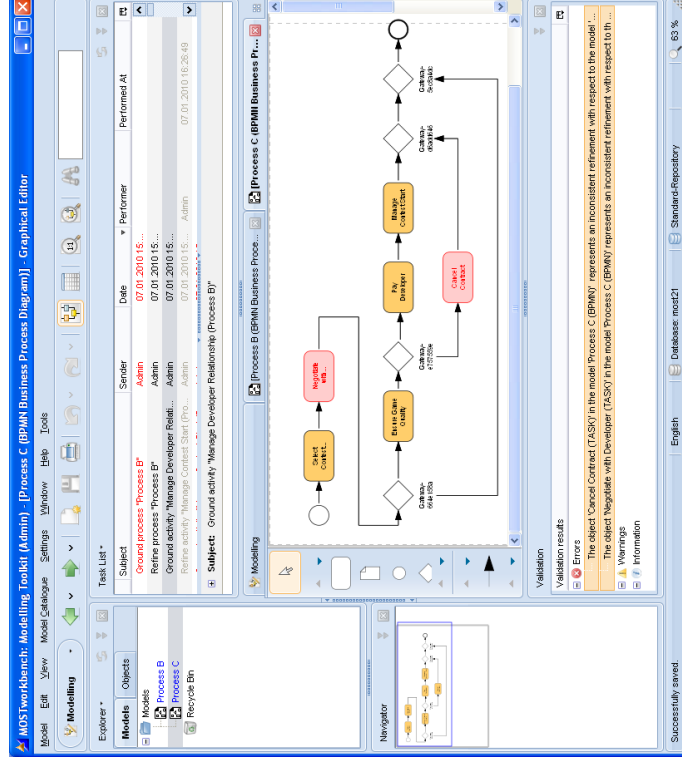 MOSTworkbench: Modelling Toolkit (Admin) - [Process C (BPMN Business Process Diagram)] - Graphical Editor
Model Edit View Model Catalogue Settings Window Help Tools
Modelling
Explorer
Models Objects
Models
Process B
Process C
Recycle Bin
Navigator
Task List
Subject Sender Date Performer Performed At
Ground process "Process B" Admin 07.01.2010 15:...
Refine process "Process B" Admin 07.01.2010 15:...
Ground activity "Manage Developer Relati... Admin 07.01.2010 15:...
Refine activity "Manage Contest Start (Pro... Admin 07.01.2010 15:... Admin 07.01.2010 16:26:49
Subject: Ground activity "Manage Developer Relationship (Process B)"
Modelling
[Process B (BPMN Business Proce...
[Process C (BPMN Business Pr...
Select
Contest...
Negotiate
with...
Ensure Game
Quality
Pay
Developer
Manage
Contest Start
Cancel
Contract
Gateway-
Gateway-
Gateway-
Gateway-
Validation
Validation results
Errors
The object 'Cancel Contract (TASK)' in the model 'Process C (BPMN)' represents an inconsistent refinement with respect to the model '...
The object 'Negotiate with Developer (TASK)' in the model 'Process C (BPMN)' represents an inconsistent refinement with respect to th...
Warnings
Information
Successfully saved. English Database: most21 Standard-Repository 63 %